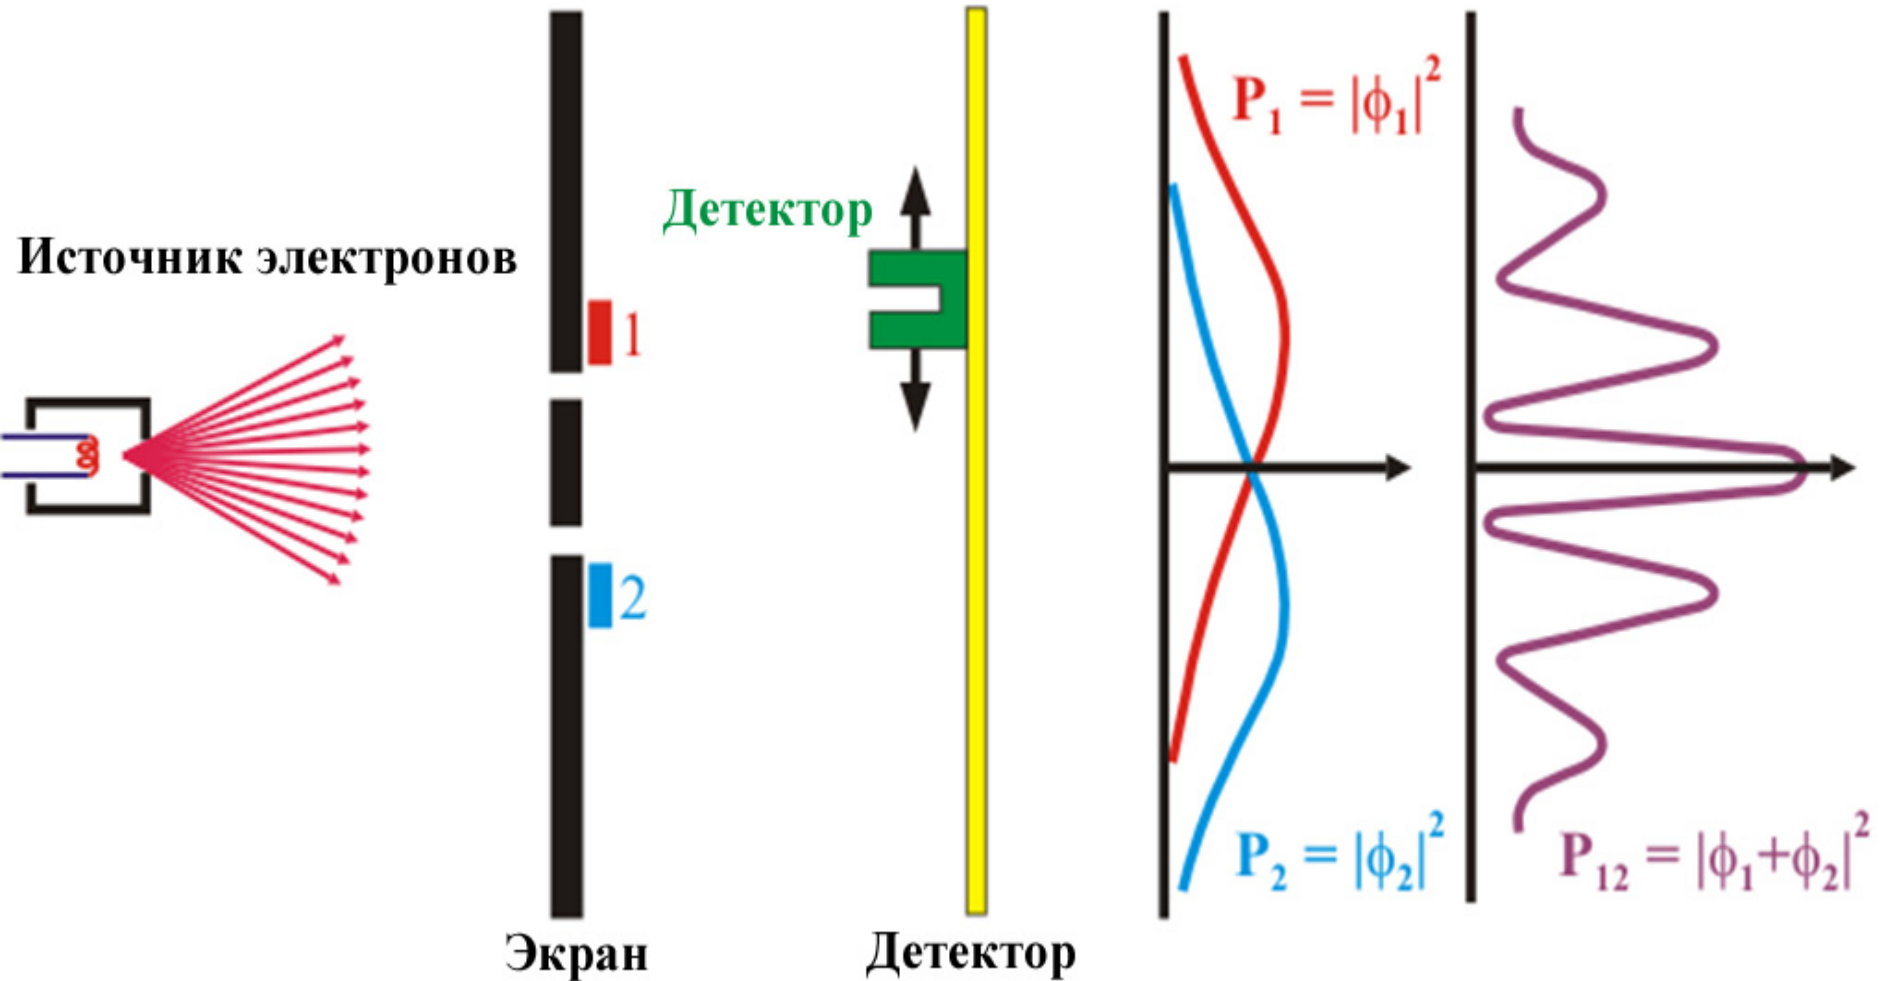 Источник электронов
1
2
Экран
Детектор
Детектор
P₁ = |ϕ₁|²
P₂ = |ϕ₂|²
P₁₂ = |ϕ₁+ϕ₂|²